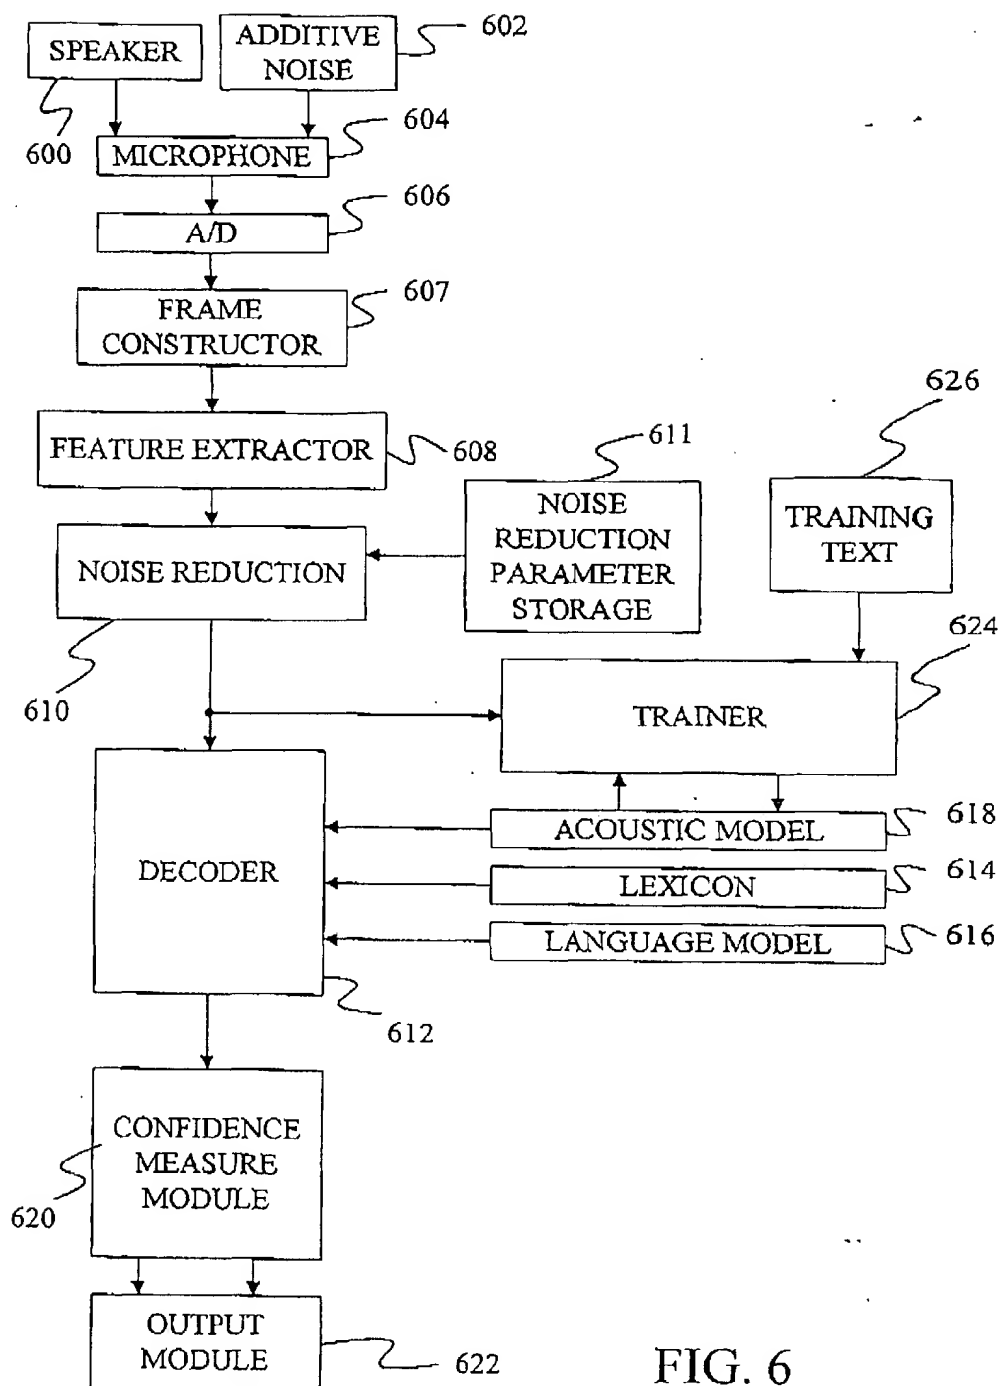 SPEAKER
ADDITIVE
NOISE
602
600
604
MICROPHONE
606
A/D
607
FRAME
CONSTRUCTOR
626
FEATURE EXTRACTOR
608
611
NOISE
REDUCTION
PARAMETER
STORAGE
TRAINING
TEXT
NOISE REDUCTION
610
624
TRAINER
DECODER
ACOUSTIC MODEL
618
LEXICON
614
LANGUAGE MODEL
616
612
CONFIDENCE
MEASURE
MODULE
620
OUTPUT
MODULE
622
FIG. 6